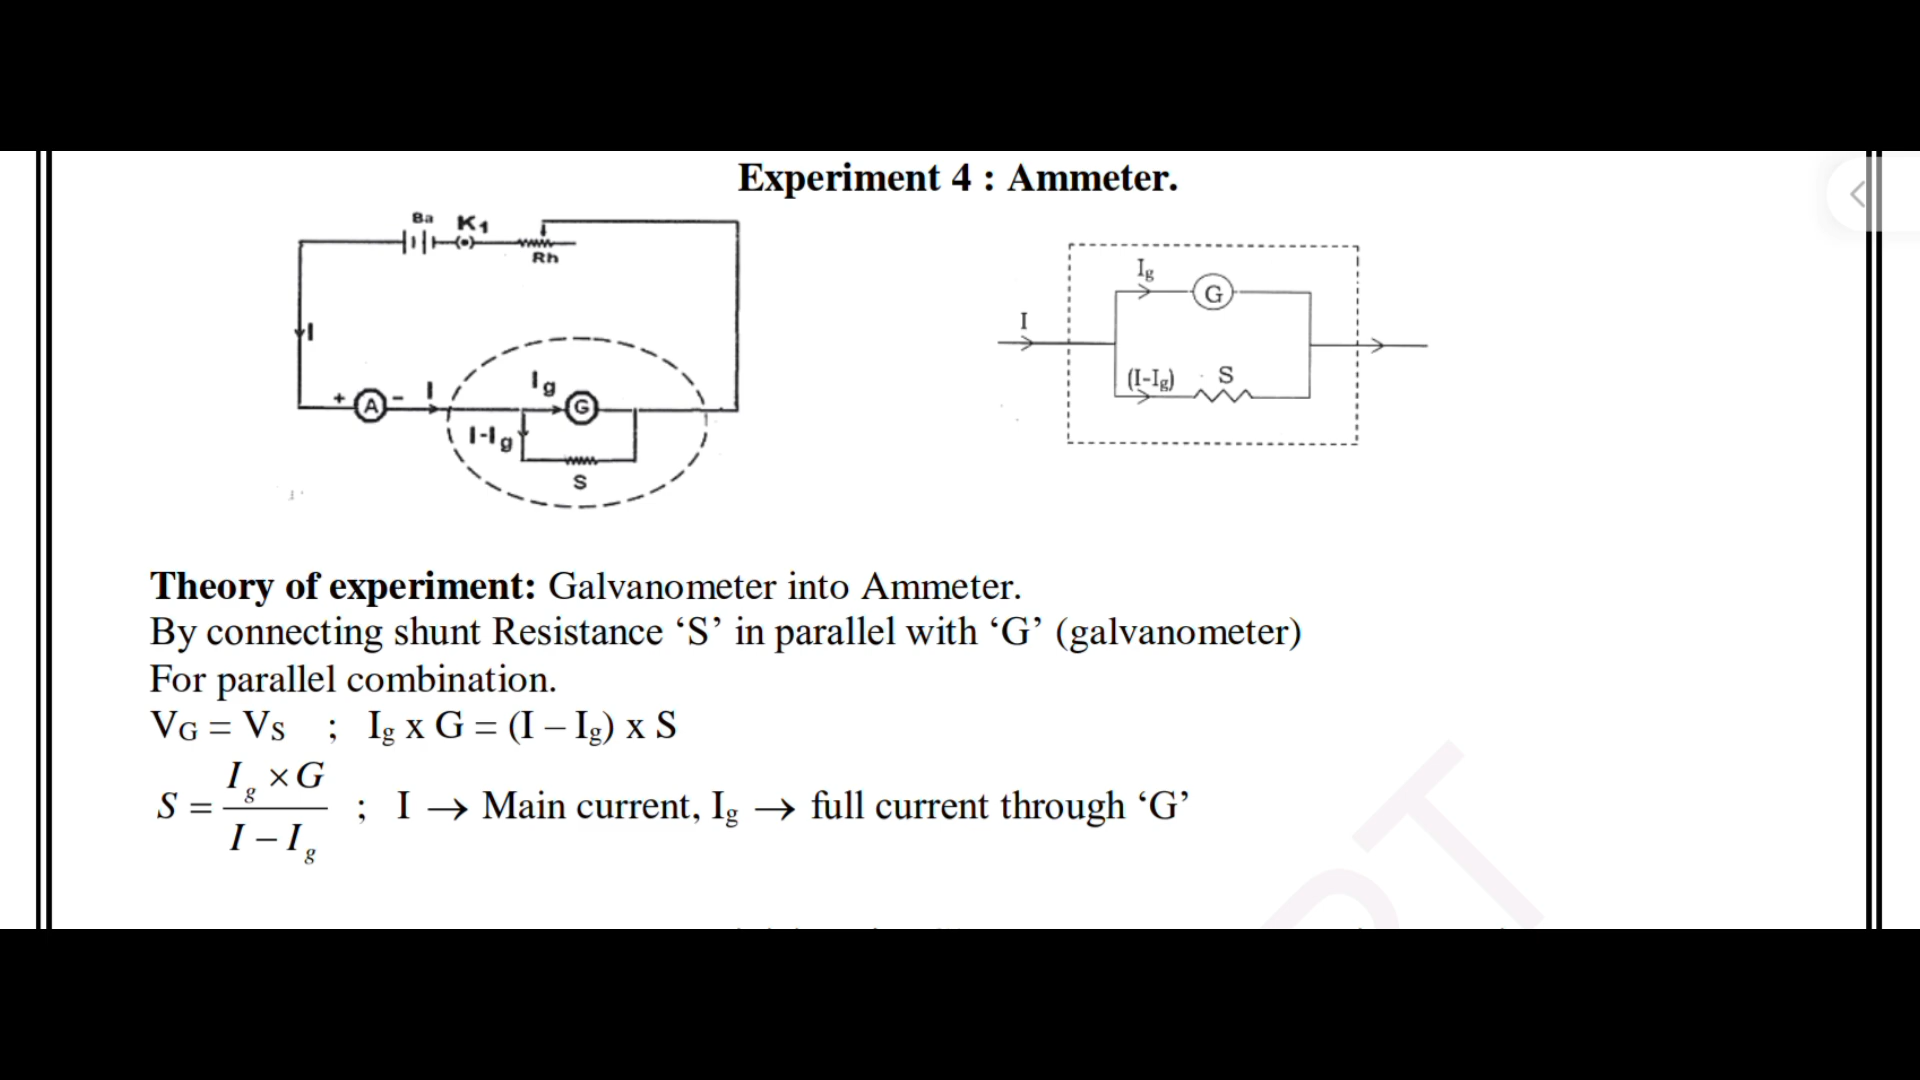 Experiment 4 : Ammeter.
Ba K1
Rh
I
+ A - I
Ig
G
I-Ig
S
Ig
G
I
(I-Ig) S
Theory of experiment: Galvanometer into Ammeter.
By connecting shunt Resistance ‘S’ in parallel with ‘G’ (galvanometer)
For parallel combination.
VG = VS ; Ig x G = (I – Ig) x S
S = Ig × G / I – Ig ; I → Main current, Ig → full current through ‘G’
PT